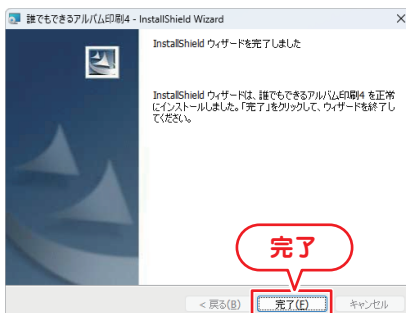 誰でもできるアルバム印刷4 - InstallShield Wizard
InstallShield ウィザードを完了しました
InstallShield ウィザードは、誰でもできるアルバム印刷4 を正常
にインストールしました。「完了」をクリックして、ウィザードを終了し
てください。
完了
< 戻る(B)
完了(F)
キャンセル